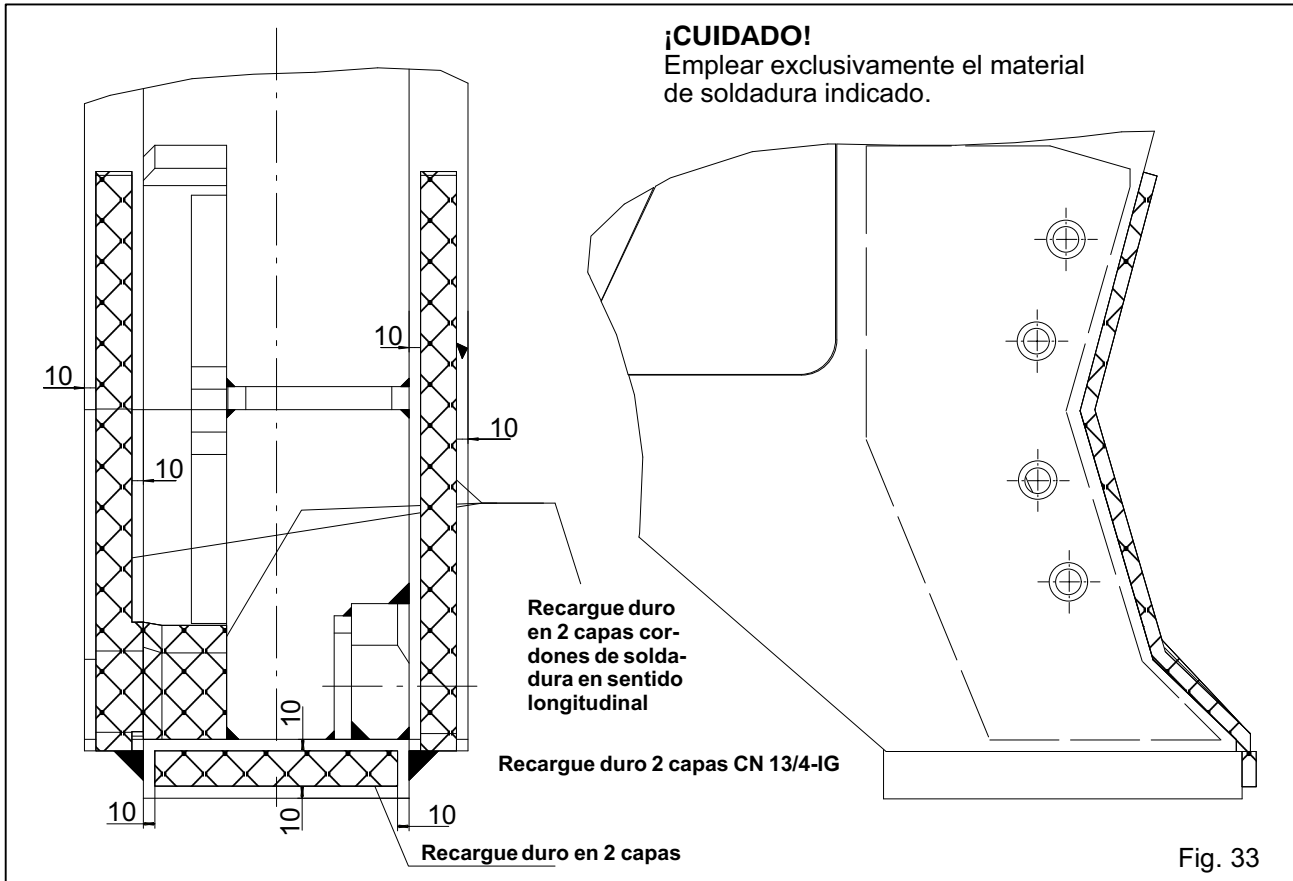 ¡CUIDADO!
Emplear exclusivamente el material
de soldadura indicado.
10
10
10
10
Recargue duro
en 2 capas cor-
dones de solda-
dura en sentido
longitudinal
10
Recargue duro 2 capas CN 13/4-IG
10
10
10
Recargue duro en 2 capas
Fig. 33